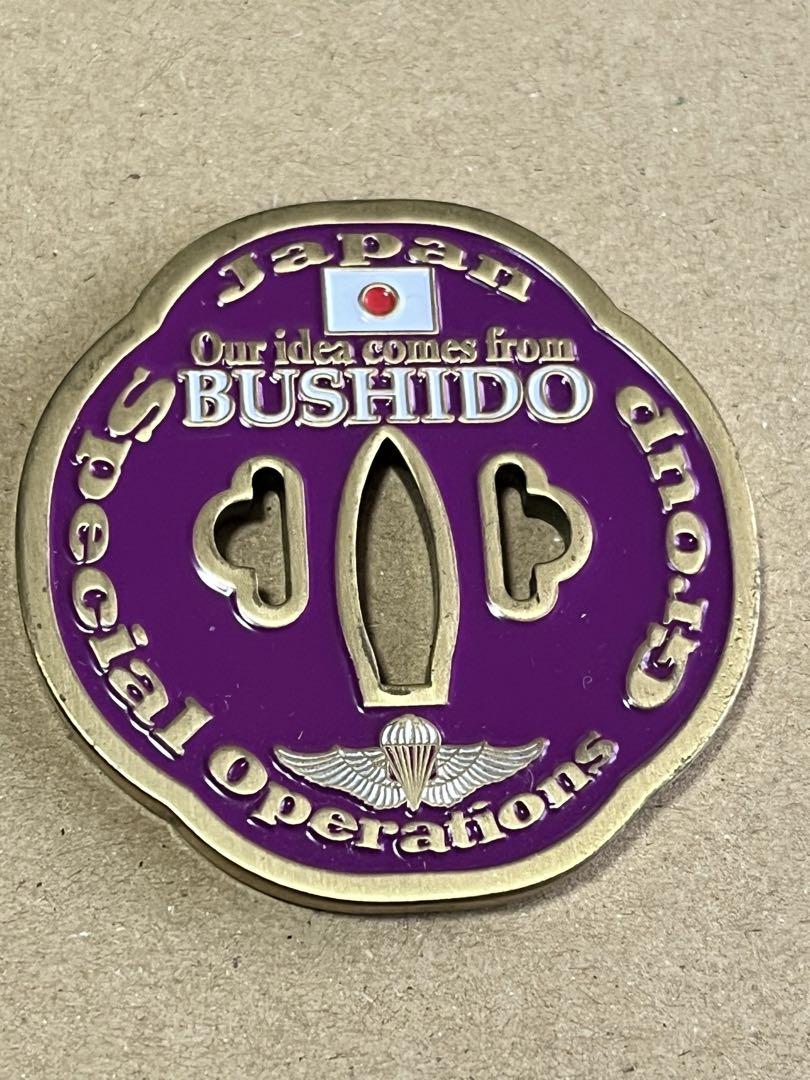 Japan
Our idea comes from
BUSHIDO
Special Operations Group